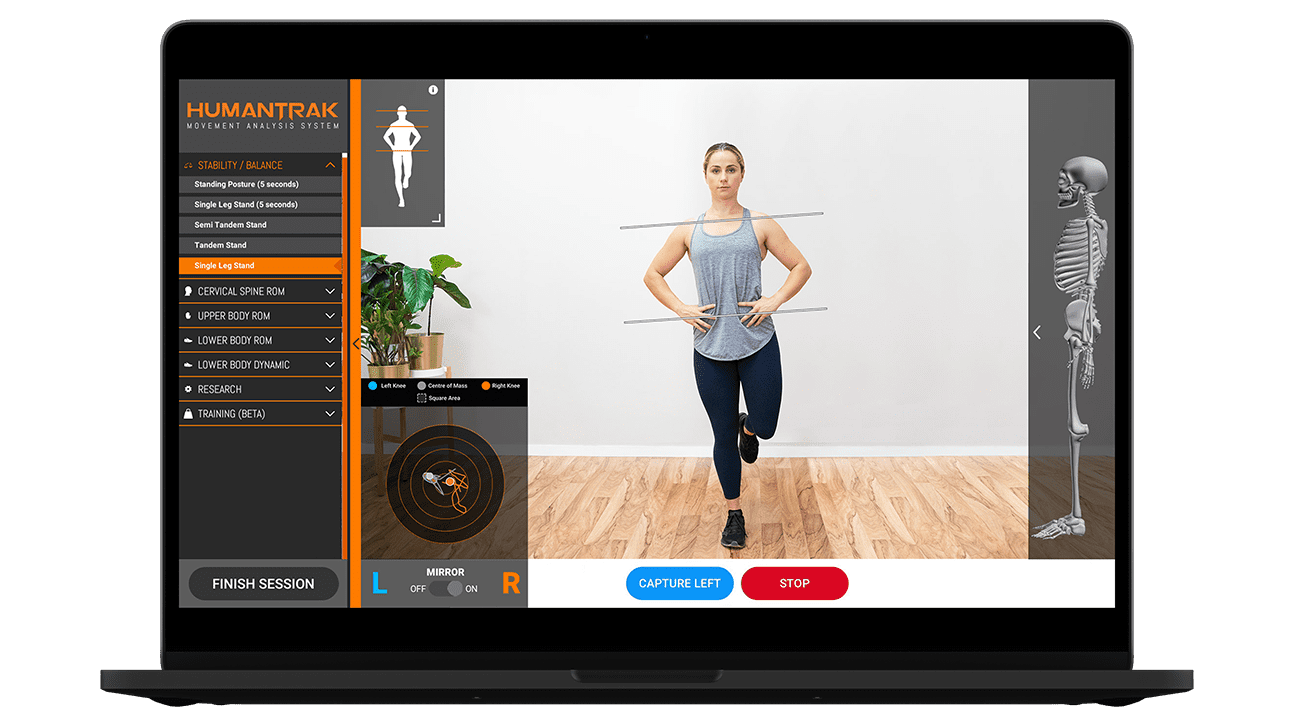 HUMANTRAK
MOVEMENT ANALYSIS SYSTEM
STABILITY / BALANCE
Standing Posture (5 seconds)
Single Leg Stand (5 seconds)
Semi Tandem Stand
Tandem Stand
Single Leg Stand
CERVICAL SPINE ROM
UPPER BODY ROM
LOWER BODY ROM
LOWER BODY DYNAMIC
RESEARCH
TRAINING (BETA)
FINISH SESSION
i
Left Knee Centre of Mass Right Knee
Square Area
L MIRROR R
OFF ON
CAPTURE LEFT STOP